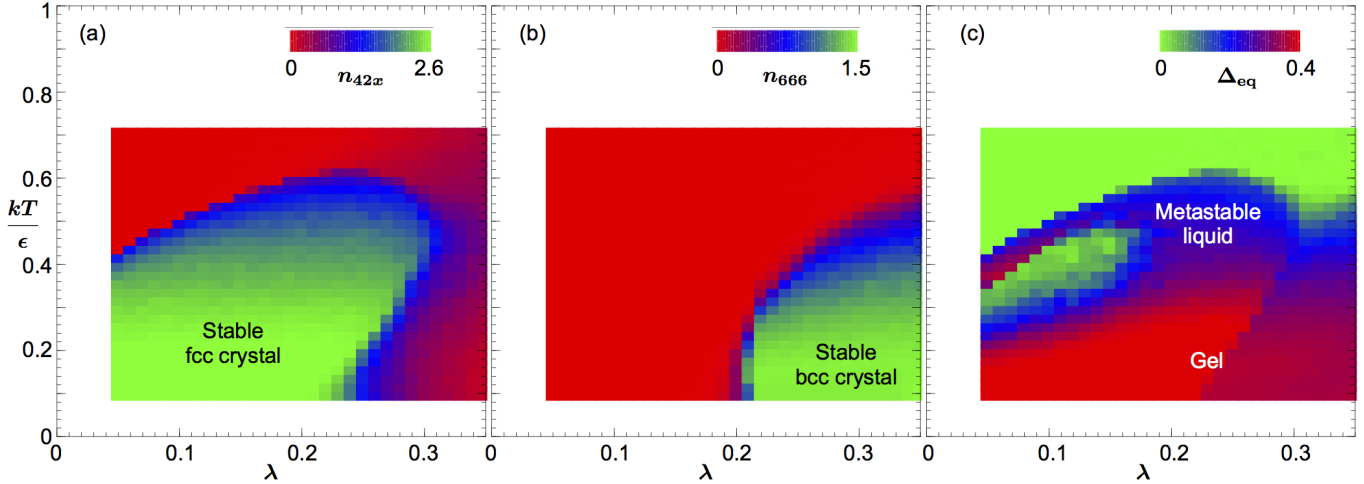 (a)
0 2.6
n42x
(b)
0 1.5
n666
(c)
0 0.4
Δeq
1
0.8
0.6
0.4
0.2
0
kT
ϵ
Stable
fcc crystal
Stable
bcc crystal
Metastable
liquid
Gel
0 0.1 0.2 0.3
λ
0 0.1 0.2 0.3
λ
0 0.1 0.2 0.3
λ